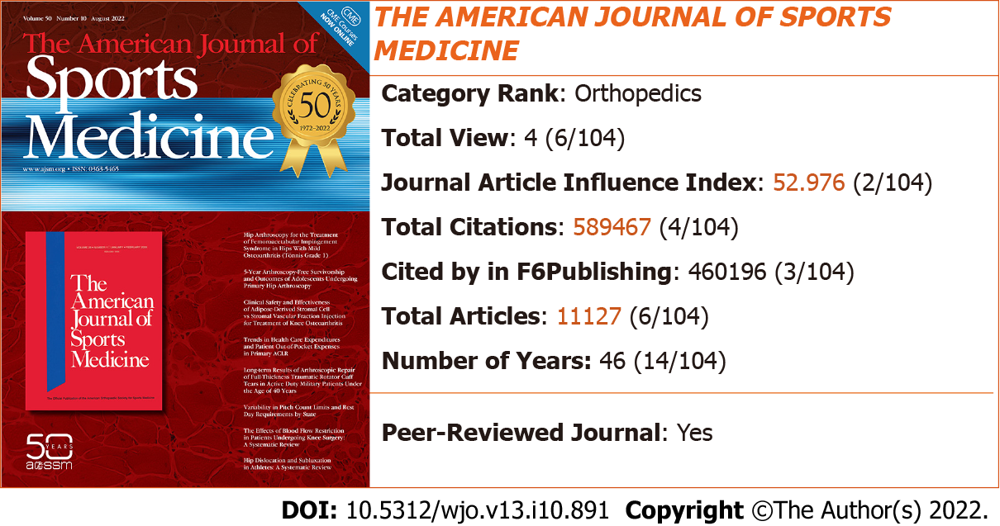 Volume 50 Number 10 August 2022
CME
CME Courses
NOW ONLINE
The American Journal of
Sports
Medicine
CELEBRATING 50 YEARS
50
1972–2022
www.ajsm.org • ISSN: 0363-5465
The
American
Journal of
Sports
Medicine
50
YEARS
Hip Arthroscopy for the Treatment
of Femoroacetabular Impingement
Syndrome in Hips With Mild
Osteoarthritis (Tönnis Grade 1)
5-Year Arthroscopy-Free Survivorship
and Outcomes of Adolescents Undergoing
Primary Hip Arthroscopy
Clinical Safety and Effectiveness
of Adipose-Derived Stromal Cell
vs Stromal Vascular Fraction Injection
for Treatment of Knee Osteoarthritis
Trends in Health Care Expenditures
and Patient Out-of-Pocket Expenses
in Primary ACLR
Long-term Results of Arthroscopic Repair
of Full-Thickness Traumatic Rotator Cuff
Tears in Active Duty Military Patients Under
the Age of 40 Years
Variability in Pitch Count Limits and Rest
Day Requirements by State
The Effects of Blood Flow Restriction
in Patients Undergoing Knee Surgery:
A Systematic Review
Hip Dislocation and Subluxation
in Athletes: A Systematic Review
THE AMERICAN JOURNAL OF SPORTS
MEDICINE
Category Rank: Orthopedics
Total View: 4 (6/104)
Journal Article Influence Index: 52.976 (2/104)
Total Citations: 589467 (4/104)
Cited by in F6Publishing: 460196 (3/104)
Total Articles: 11127 (6/104)
Number of Years: 46 (14/104)
Peer-Reviewed Journal: Yes
DOI: 10.5312/wjo.v13.i10.891 Copyright ©The Author(s) 2022.